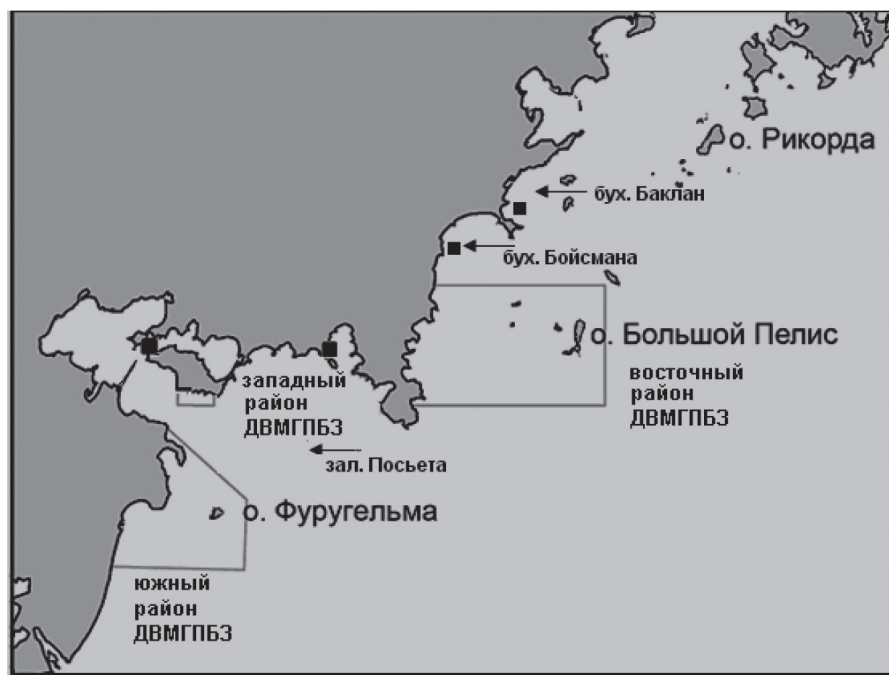 о. Рикорда
бух. Баклан
бух. Бойсмана
о. Большой Пелис
западный
район
ДВМГПБЗ
восточный
район
ДВМГПБЗ
зал. Посьета
о. Фуругельма
южный
район
ДВМГПБЗ